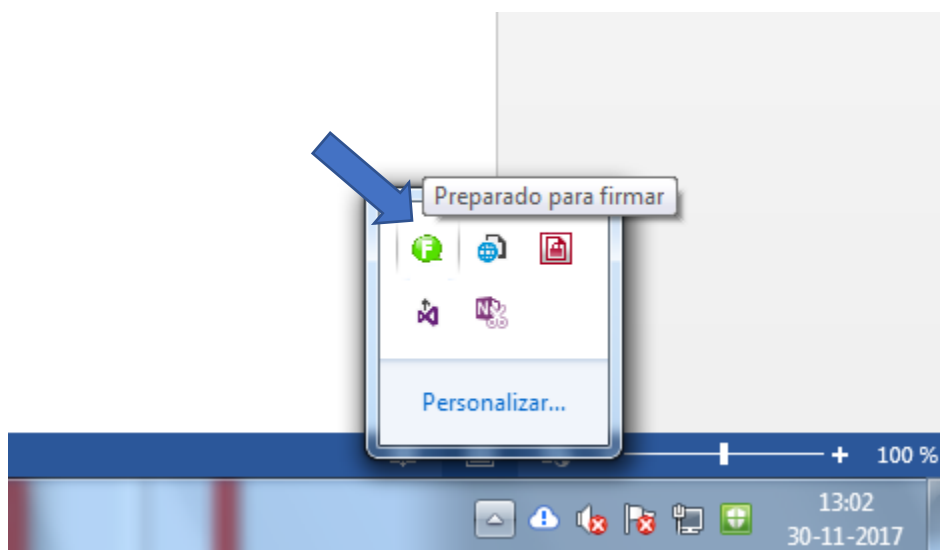 Preparado para firmar
F
N
Personalizar...
100 %
13:02
30-11-2017